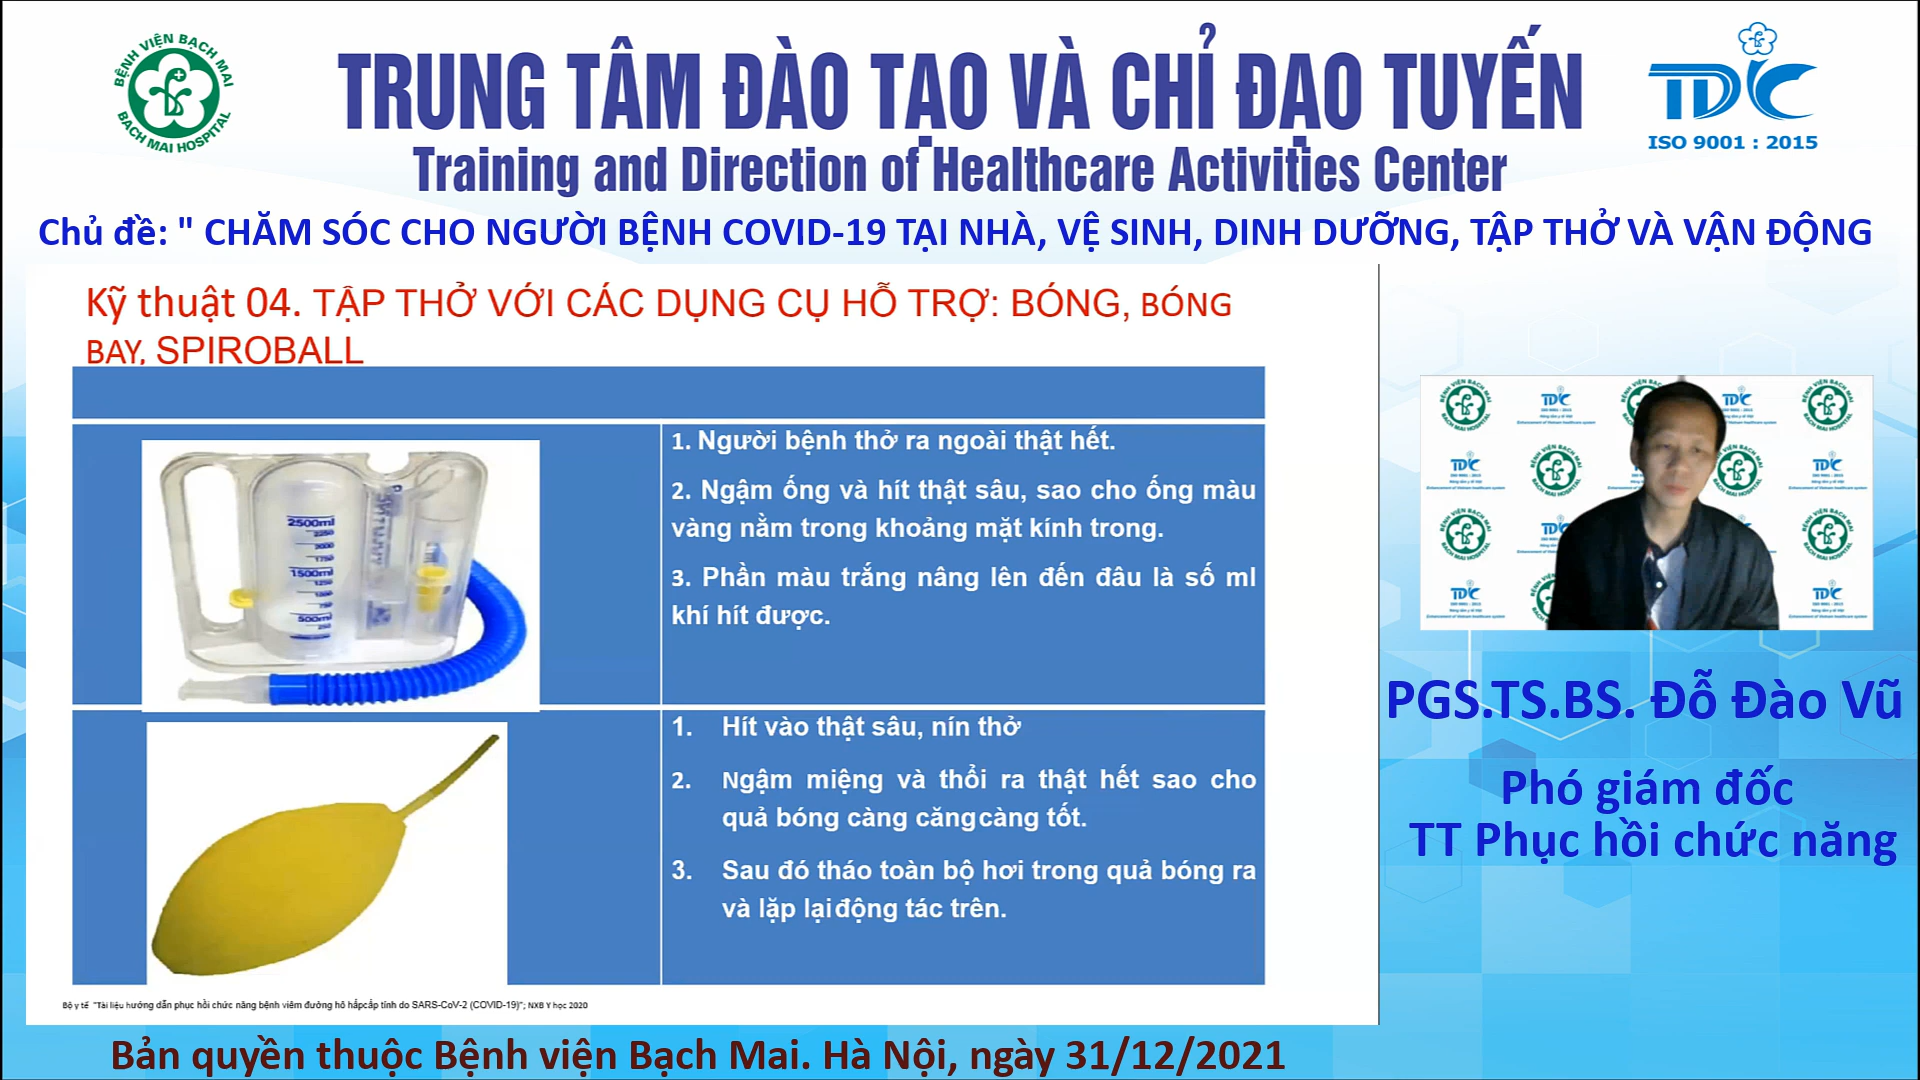 BỆNH VIỆN BẠCH MAI
BACH MAI HOSPITAL
TRUNG TÂM ĐÀO TẠO VÀ CHỈ ĐẠO TUYẾN
Training and Direction of Healthcare Activities Center
TDC
ISO 9001 : 2015
Chủ đề: " CHĂM SÓC CHO NGƯỜI BỆNH COVID-19 TẠI NHÀ, VỆ SINH, DINH DƯỠNG, TẬP THỞ VÀ VẬN ĐỘNG
Kỹ thuật 04. TẬP THỞ VỚI CÁC DỤNG CỤ HỖ TRỢ: BÓNG, BÓNG
BAY, SPIROBALL
2500ml
2250
2000
1750
1500ml
1250
1000
750
500ml
250
1. Người bệnh thở ra ngoài thật hết.
2. Ngậm ống và hít thật sâu, sao cho ống màu
vàng nằm trong khoảng mặt kính trong.
3. Phần màu trắng nâng lên đến đâu là số ml
khí hít được.
1. Hít vào thật sâu, nín thở
2. Ngậm miệng và thổi ra thật hết sao cho
quả bóng càng căng càng tốt.
3. Sau đó tháo toàn bộ hơi trong quả bóng ra
và lặp lại động tác trên.
Bộ y tế "Tài liệu hướng dẫn phục hồi chức năng bệnh viêm đường hô hấp cấp tính do SARS-CoV-2 (COVID-19)"; NXB Y học 2020
PGS.TS.BS. Đỗ Đào Vũ
Phó giám đốc
TT Phục hồi chức năng
Bản quyền thuộc Bệnh viện Bạch Mai. Hà Nội, ngày 31/12/2021